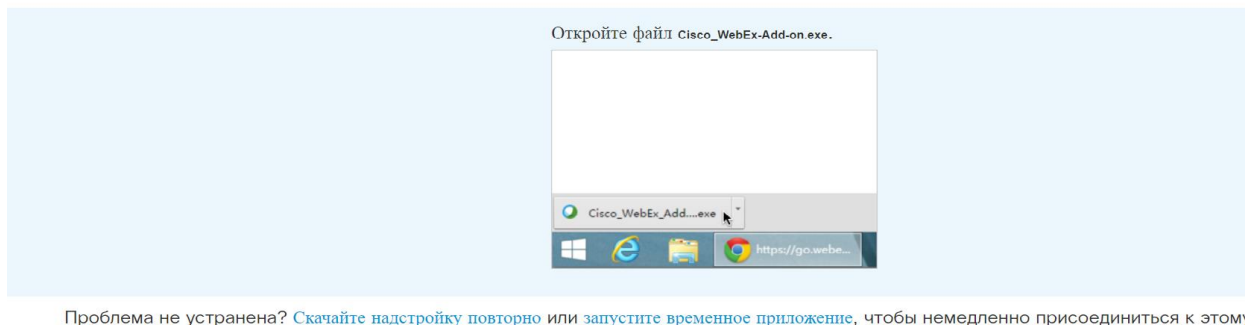 Откройте файл Cisco_WebEx-Add-on.exe.
Cisco_WebEx_Add....exe
https://go.webe...
Проблема не устранена? Скачайте надстройку повторно или запустите временное приложение, чтобы немедленно присоединиться к этому